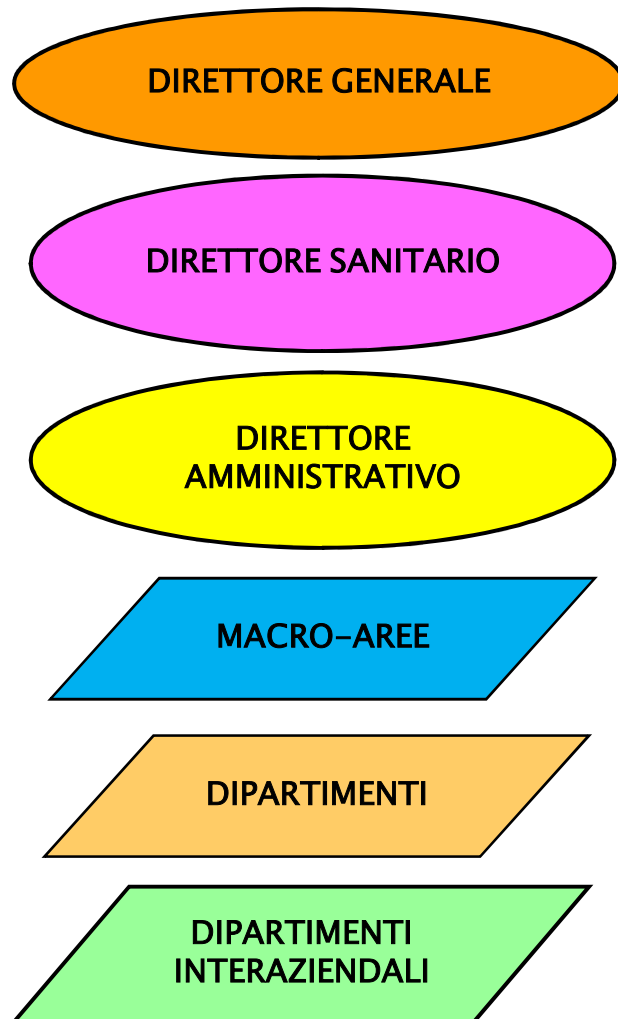 DIRETTORE GENERALE
DIRETTORE SANITARIO
DIRETTORE
AMMINISTRATIVO
MACRO-AREE
DIPARTIMENTI
DIPARTIMENTI
INTERAZIENDALI